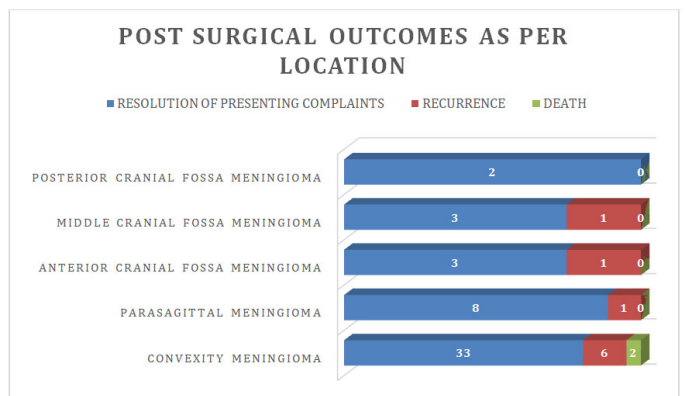 POST SURGICAL OUTCOMES AS PER
LOCATION
RESOLUTION OF PRESENTING COMPLAINTS RECURRENCE DEATH
POSTERIOR CRANIAL FOSSA MENINGIOMA 2 0
MIDDLE CRANIAL FOSSA MENINGIOMA 3 1 0
ANTERIOR CRANIAL FOSSA MENINGIOMA 3 1 0
PARASAGITTAL MENINGIOMA 8 1 0
CONVEXITY MENINGIOMA 33 6 2